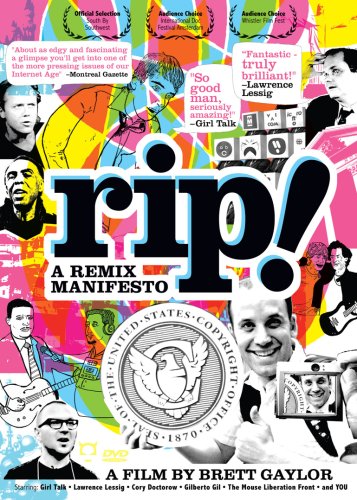 Official Selection
South By
Southwest
Audience Choice
International Doc
Festival Amsterdam
Audience Choice
Whistler Film Fest
"About as edgy and fascinating
a glimpse you'll get into one of
the more pressing issues of our
Internet Age" –Montreal Gazette
"So
good
man,
seriously
amazing!"
–Girl Talk
"Fantastic -
truly
brilliant!"
–Lawrence
Lessig
rip!
A REMIX
MANIFESTO
SEAL·OF·THE·UNITED·STATES·COPYRIGHT·OFFICE·
·1870·
DVD
A FILM BY BRETT GAYLOR
Starring: Girl Talk • Lawrence Lessig • Cory Doctorow • Gilberto Gil • The Mouse Liberation Front • and YOU